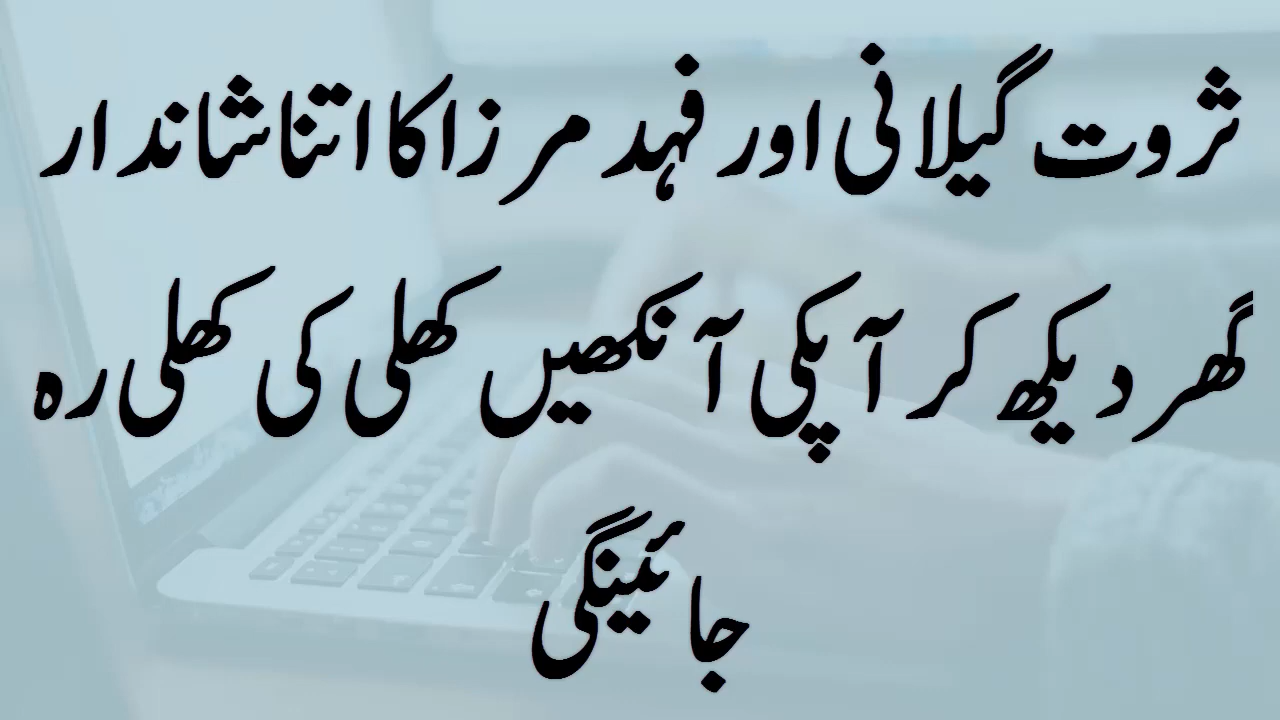 ثروت گیلانی اور فہد مرزا کا اتنا شاندار
گھر دیکھ کر آپکی آنکھیں کھلی کی کھلی رہ
جائینگی